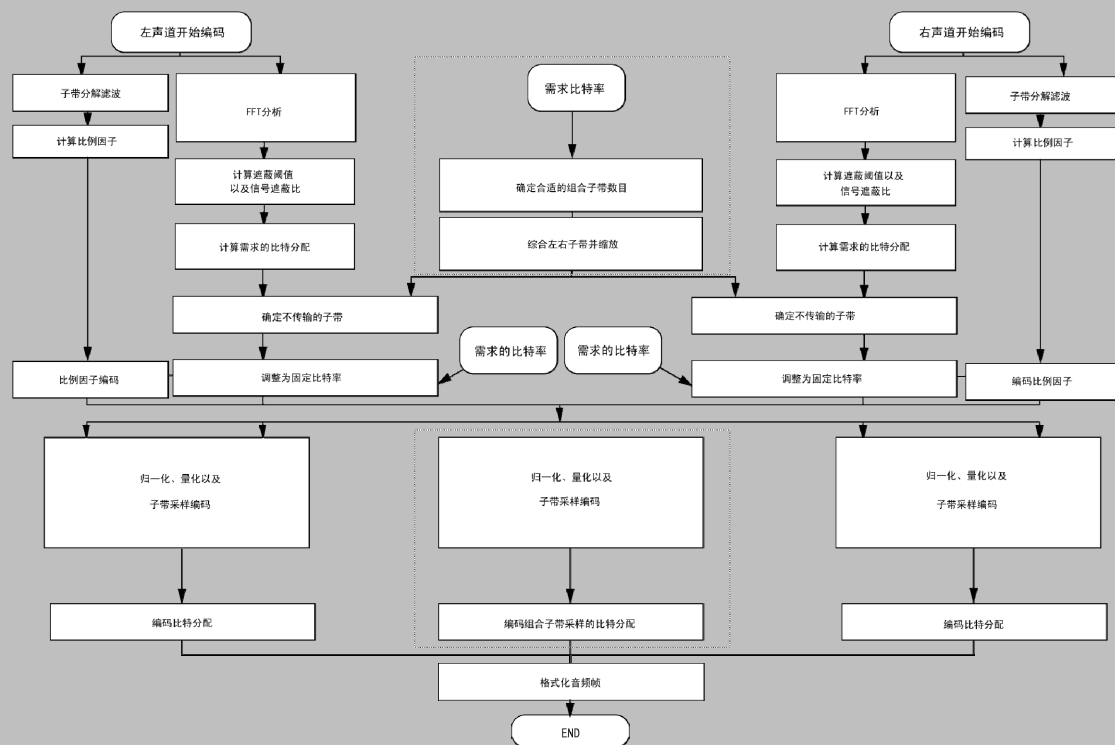 左声道开始编码
右声道开始编码
子带分解滤波
FFT分析
需求比特率
FFT分析
子带分解滤波
计算比例因子
计算比例因子
计算遮蔽阈值
以及信号遮蔽比
确定合适的组合子带数目
计算遮蔽阈值以及
信号遮蔽比
计算需求的比特分配
综合左右子带并缩放
计算需求的比特分配
确定不传输的子带
确定不传输的子带
需求的比特率
需求的比特率
比例因子编码
调整为固定比特率
调整为固定比特率
编码比例因子
归一化、量化以及
子带采样编码
归一化、量化以及
子带采样编码
归一化、量化以及
子带采样编码
编码比特分配
编码组合子带采样的比特分配
编码比特分配
格式化音频帧
END